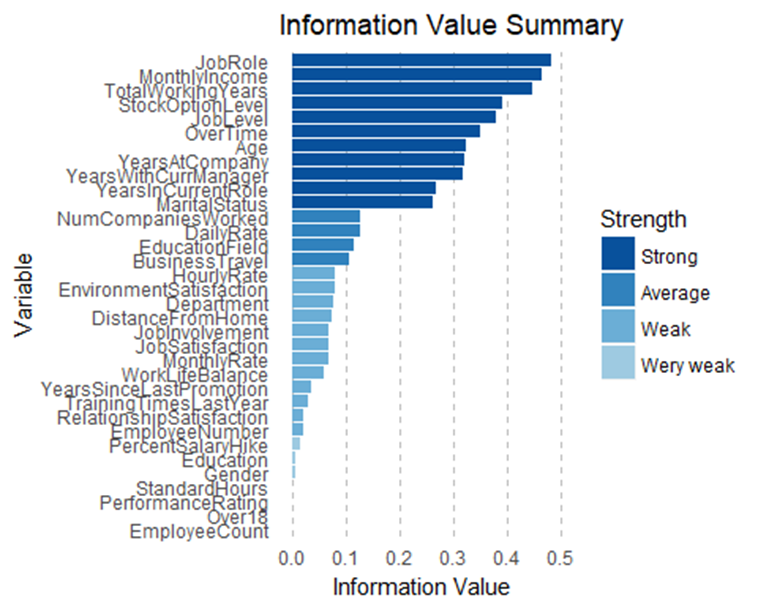 Information Value Summary
JobRole
MonthlyIncome
TotalWorkingYears
StockOptionLevel
JobLevel
OverTime
Age
YearsAtCompany
YearsWithCurrManager
YearsInCurrentRole
MaritalStatus
NumCompaniesWorked
DailyRate
EducationField
BusinessTravel
HourlyRate
EnvironmentSatisfaction
Department
DistanceFromHome
JobInvolvement
JobSatisfaction
MonthlyRate
WorkLifeBalance
YearsSinceLastPromotion
TrainingTimesLastYear
RelationshipSatisfaction
EmployeeNumber
PercentSalaryHike
Education
Gender
StandardHours
PerformanceRating
Over18
EmployeeCount
Variable
0.0 0.1 0.2 0.3 0.4 0.5
Information Value
Strength
Strong
Average
Weak
Wery weak